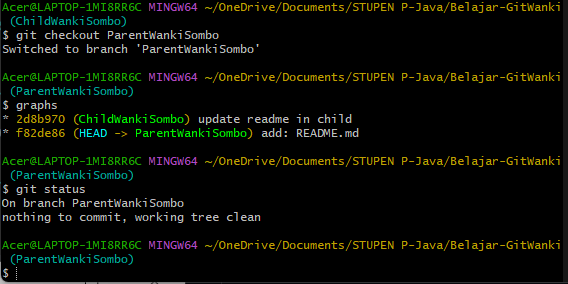 Acer@LAPTOP-1MI8RR6C MINGW64 ~/OneDrive/Documents/STUPEN P-Java/Belajar-GitWanki
(ChildWankiSombo)
$ git checkout ParentWankiSombo
Switched to branch 'ParentWankiSombo'
Acer@LAPTOP-1MI8RR6C MINGW64 ~/OneDrive/Documents/STUPEN P-Java/Belajar-GitWanki
(ParentWankiSombo)
$ graphs
* 2d8b970 (ChildWankiSombo) update readme in child
* f82de86 (HEAD -> ParentWankiSombo) add: README.md
Acer@LAPTOP-1MI8RR6C MINGW64 ~/OneDrive/Documents/STUPEN P-Java/Belajar-GitWanki
(ParentWankiSombo)
$ git status
On branch ParentWankiSombo
nothing to commit, working tree clean
Acer@LAPTOP-1MI8RR6C MINGW64 ~/OneDrive/Documents/STUPEN P-Java/Belajar-GitWanki
(ParentWankiSombo)
$